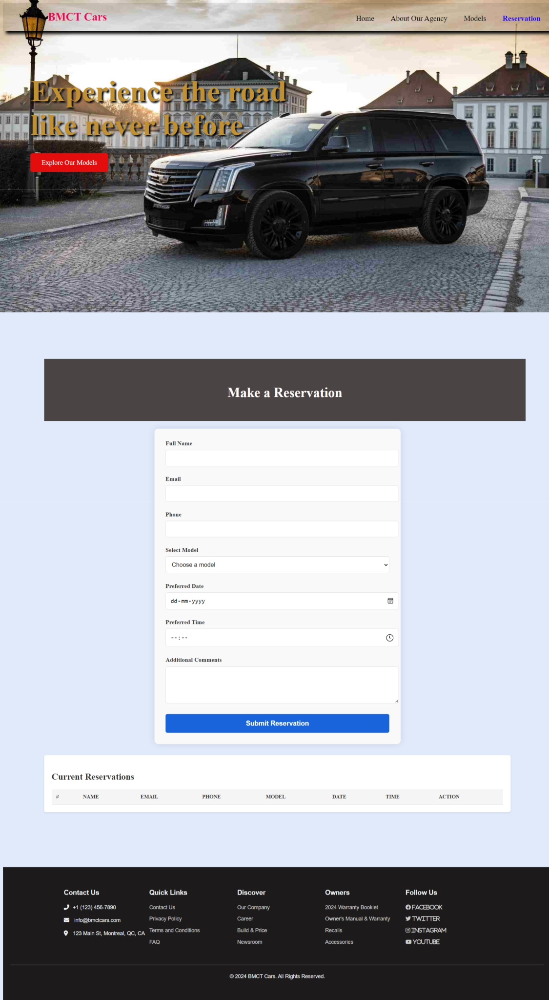 BMCT Cars
Home
About Our Agency
Models
Reservation
Experience the road
like never before
Explore Our Models
Make a Reservation
Full Name
Email
Phone
Select Model
Choose a model
Preferred Date
dd-mm-yyyy
Preferred Time
--:--
Additional Comments
Submit Reservation
Current Reservations
# NAME EMAIL PHONE MODEL DATE TIME ACTION
Contact Us
+1 (123) 456-7890
info@bmctcars.com
123 Main St, Montreal, QC, CA
Quick Links
Contact Us
Privacy Policy
Terms and Conditions
FAQ
Discover
Our Company
Career
Build & Price
Newsroom
Owners
2024 Warranty Booklet
Owner's Manual & Warranty
Recalls
Accessories
Follow Us
FACEBOOK
TWITTER
INSTAGRAM
YOUTUBE
© 2024 BMCT Cars. All Rights Reserved.